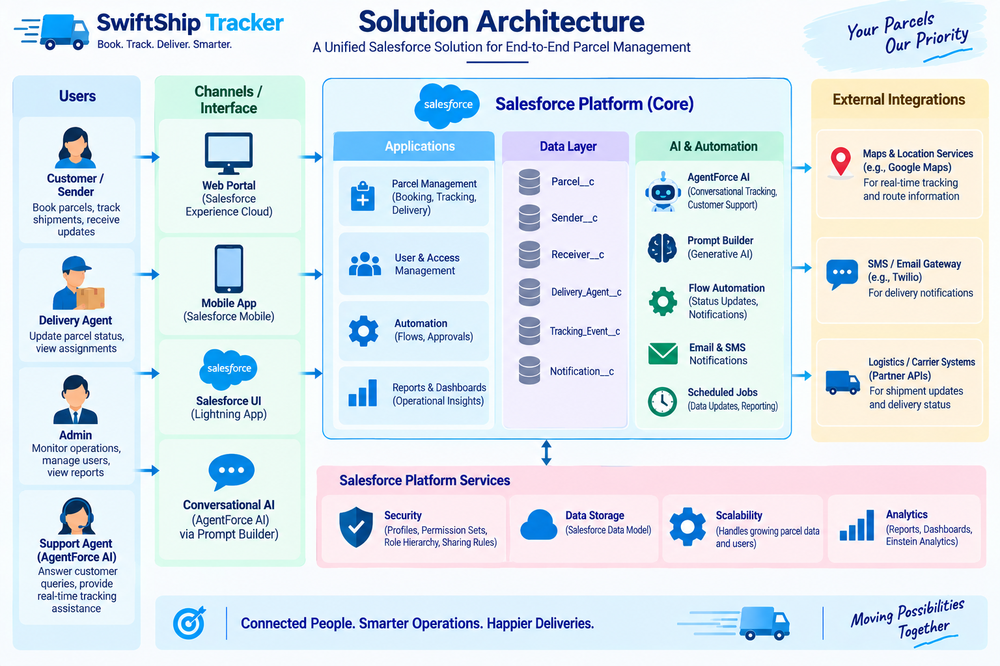 SwiftShip Tracker
Book. Track. Deliver. Smarter.
Solution Architecture
A Unified Salesforce Solution for End-to-End Parcel Management
Your Parcels
Our Priority
Users
Customer /
Sender
Book parcels, track
shipments, receive
updates
Delivery Agent
Update parcel status,
view assignments
Admin
Monitor operations,
manage users,
view reports
Support Agent
(AgentForce AI)
Answer customer
queries, provide
real-time tracking
assistance
Channels /
Interface
Web Portal
(Salesforce
Experience Cloud)
Mobile App
(Salesforce Mobile)
salesforce
Salesforce UI
(Lightning App)
Conversational AI
(AgentForce AI)
via Prompt Builder)
salesforce
Salesforce Platform (Core)
Applications
Parcel Management
(Booking, Tracking,
Delivery)
User & Access
Management
Automation
(Flows, Approvals)
Reports & Dashboards
(Operational Insights)
Data Layer
Parcel__c
Sender__c
Receiver__c
Delivery_Agent__c
Tracking_Event__c
Notification__c
AI & Automation
AgentForce AI
(Conversational Tracking,
Customer Support)
Prompt Builder
(Generative AI)
Flow Automation
(Status Updates,
Notifications)
Email & SMS
Notifications
Scheduled Jobs
(Data Updates, Reporting)
External Integrations
Maps & Location Services
(e.g., Google Maps)
For real-time tracking
and route information
SMS / Email Gateway
(e.g., Twilio)
For delivery notifications
Logistics / Carrier Systems
(Partner APIs)
For shipment updates
and delivery status
Salesforce Platform Services
Security
(Profiles, Permission Sets,
Role Hierarchy, Sharing Rules)
Data Storage
(Salesforce Data Model)
Scalability
(Handles growing parcel data
and users)
Analytics
(Reports, Dashboards,
Einstein Analytics)
Connected People. Smarter Operations. Happier Deliveries.
Moving Possibilities
Together